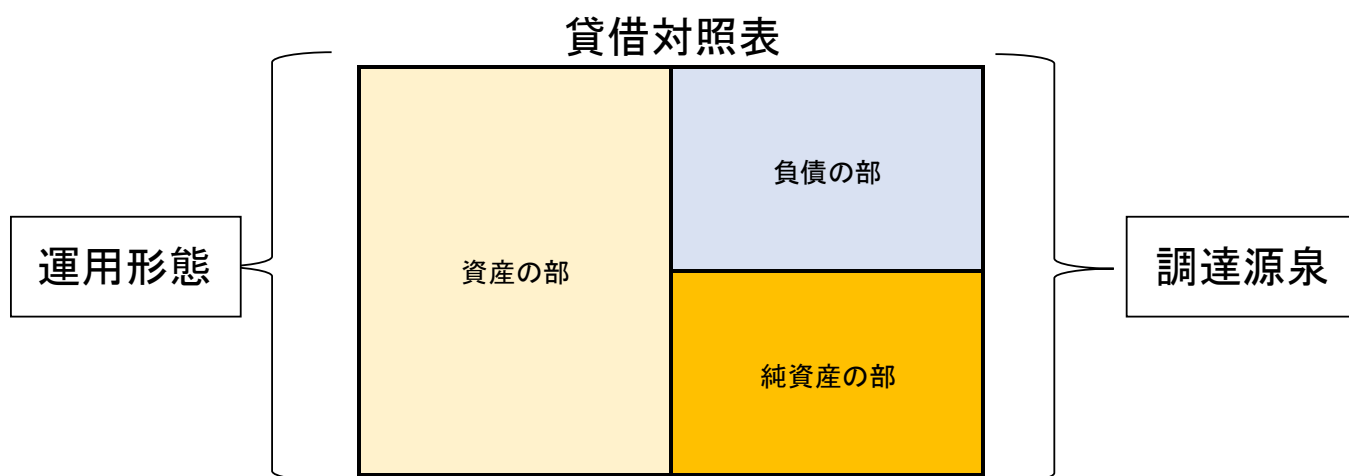 貸借対照表
負債の部
運用形態
資産の部
調達源泉
純資産の部